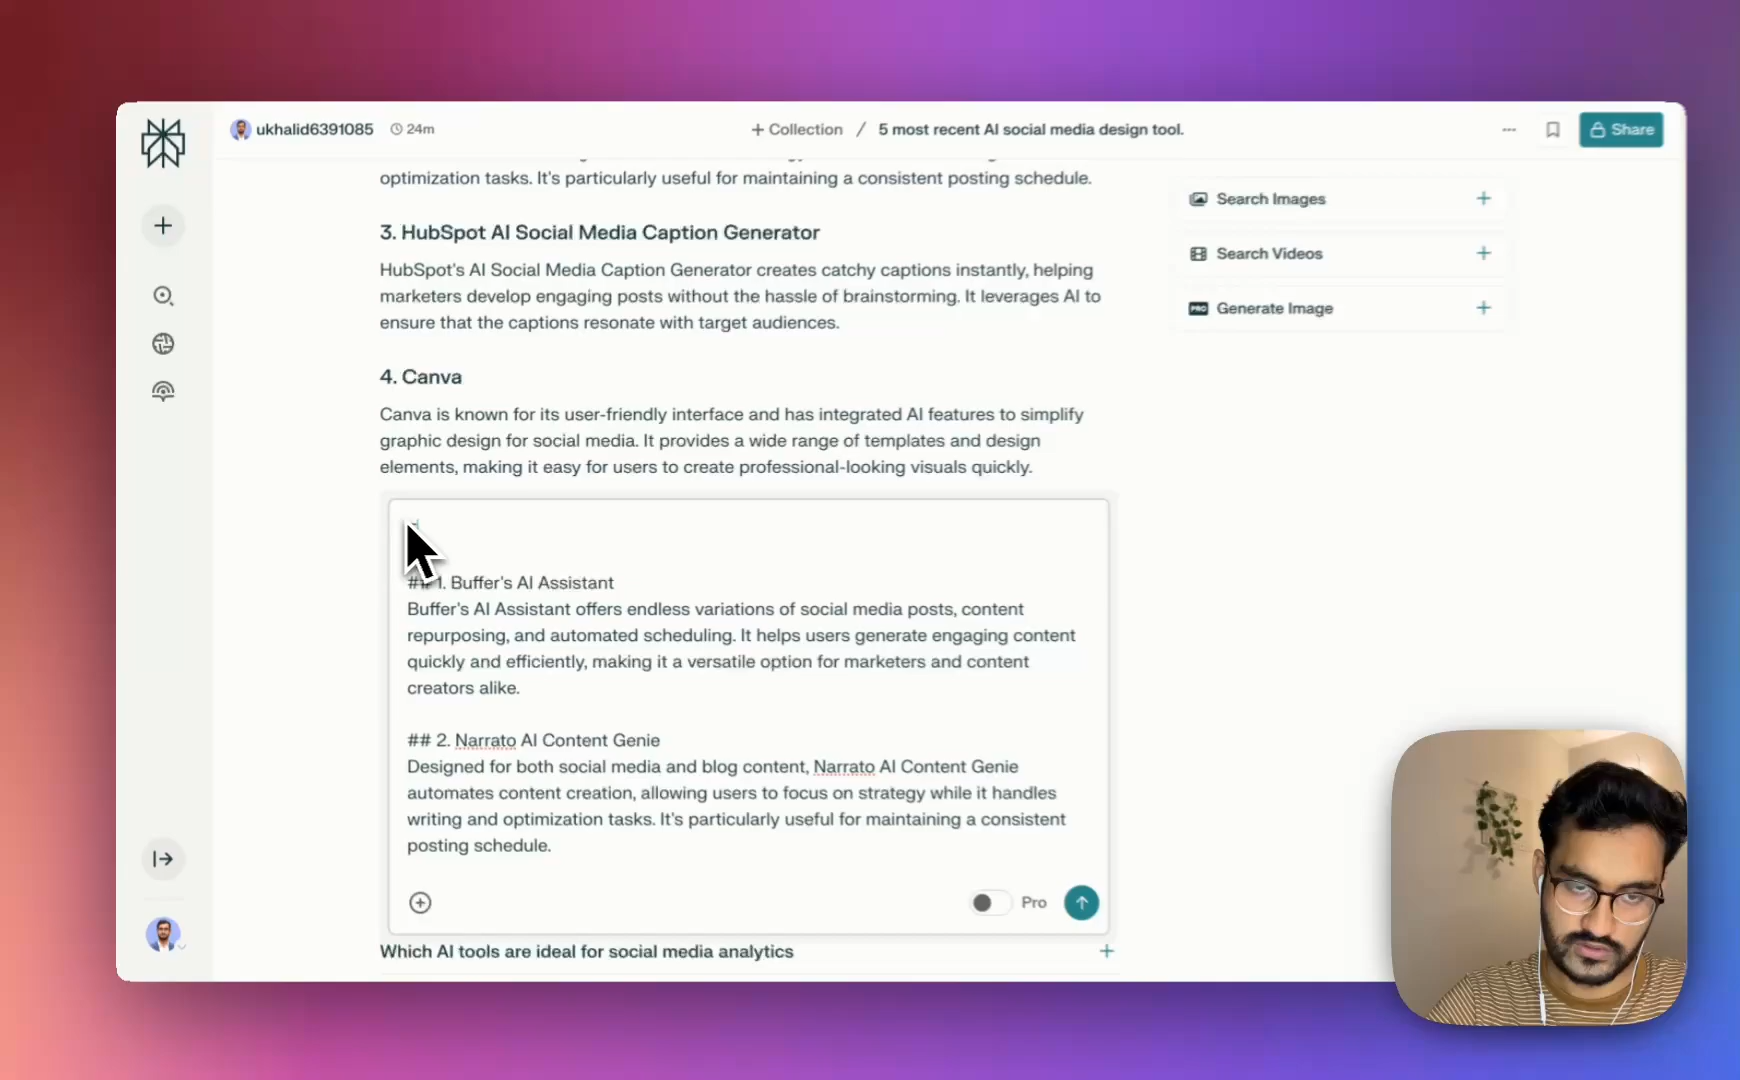 ukhalid6391085
24m
+ Collection / 5 most recent AI social media design tool.
Share
optimization tasks. It's particularly useful for maintaining a consistent posting schedule.
3. HubSpot AI Social Media Caption Generator
HubSpot's AI Social Media Caption Generator creates catchy captions instantly, helping
marketers develop engaging posts without the hassle of brainstorming. It leverages AI to
ensure that the captions resonate with target audiences.
4. Canva
Canva is known for its user-friendly interface and has integrated AI features to simplify
graphic design for social media. It provides a wide range of templates and design
elements, making it easy for users to create professional-looking visuals quickly.
## 1. Buffer's AI Assistant
Buffer's AI Assistant offers endless variations of social media posts, content
repurposing, and automated scheduling. It helps users generate engaging content
quickly and efficiently, making it a versatile option for marketers and content
creators alike.
## 2. Narrato AI Content Genie
Designed for both social media and blog content, Narrato AI Content Genie
automates content creation, allowing users to focus on strategy while it handles
writing and optimization tasks. It's particularly useful for maintaining a consistent
posting schedule.
Pro
Which AI tools are ideal for social media analytics
Search Images
Search Videos
PRO Generate Image